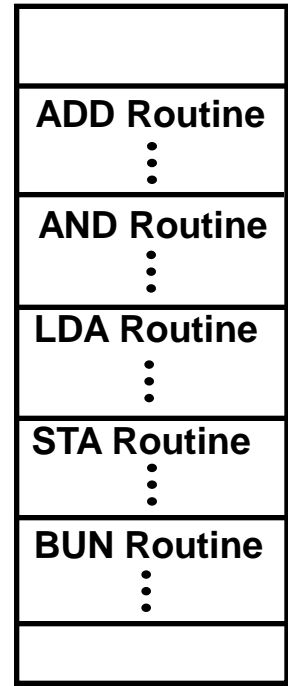 ADD Routine
AND Routine
LDA Routine
STA Routine
BUN Routine